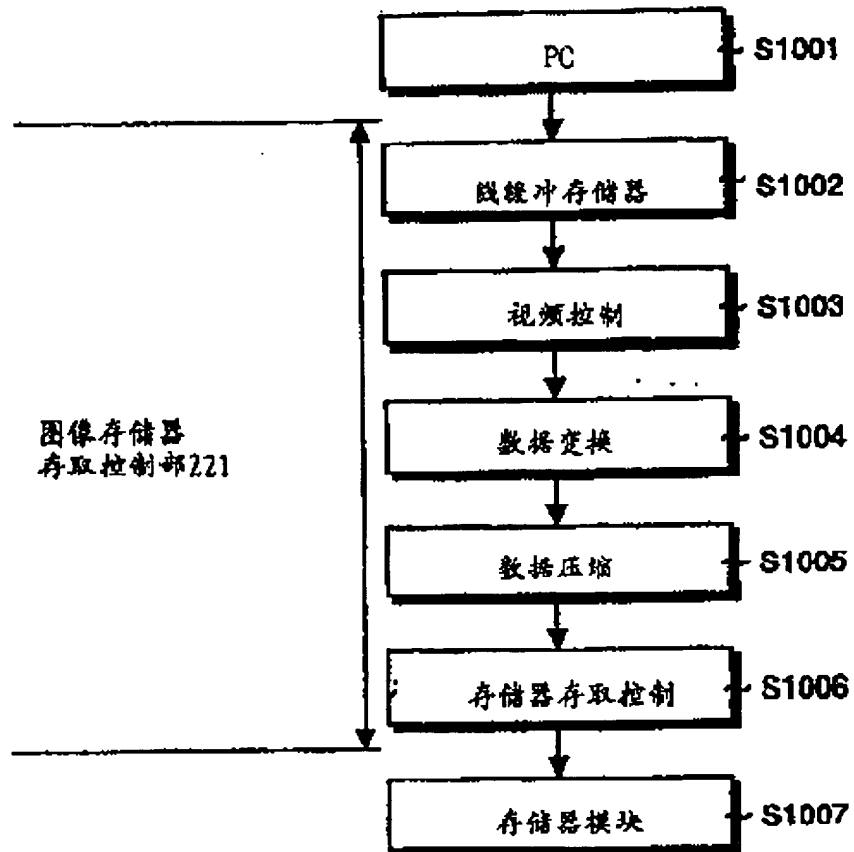 PC
S1001
线缓冲存储器
S1002
视频控制
S1003
数据变换
S1004
图像存储器
存取控制部221
数据压缩
S1005
存储器存取控制
S1006
存储器模块
S1007